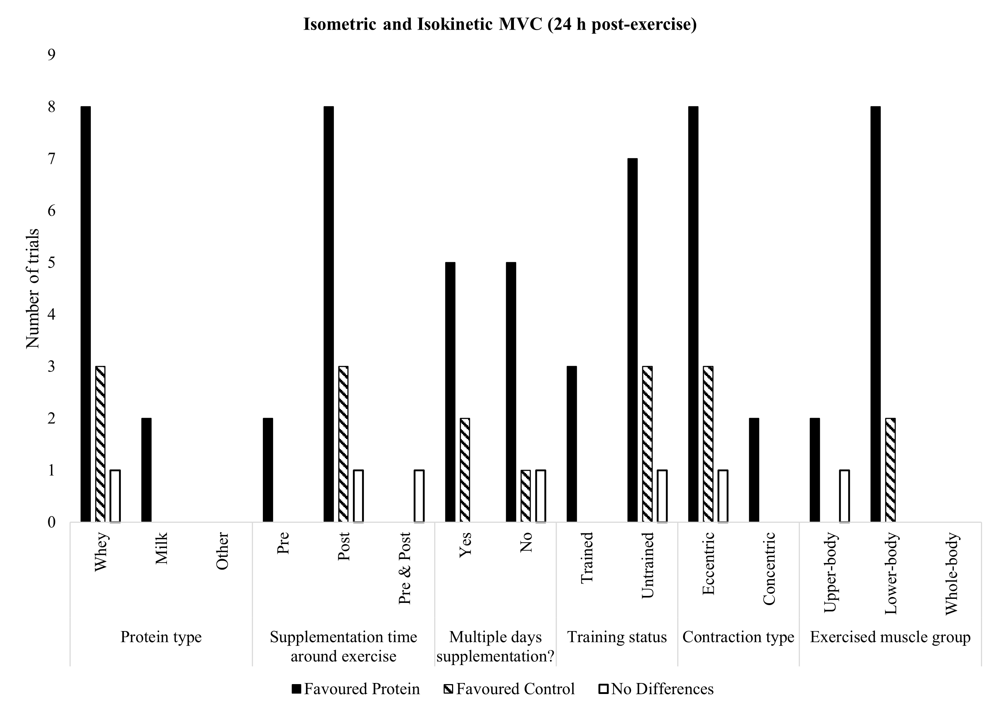 Isometric and Isokinetic MVC (24 h post-exercise)
Number of trials
9
8
7
6
5
4
3
2
1
0
Whey
Milk
Other
Pre
Post
Pre & Post
Yes
No
Trained
Untrained
Eccentric
Concentric
Upper-body
Lower-body
Whole-body
Protein type
Supplementation time
around exercise
Multiple days
supplementation?
Training status
Contraction type
Exercised muscle group
Favoured Protein
Favoured Control
No Differences